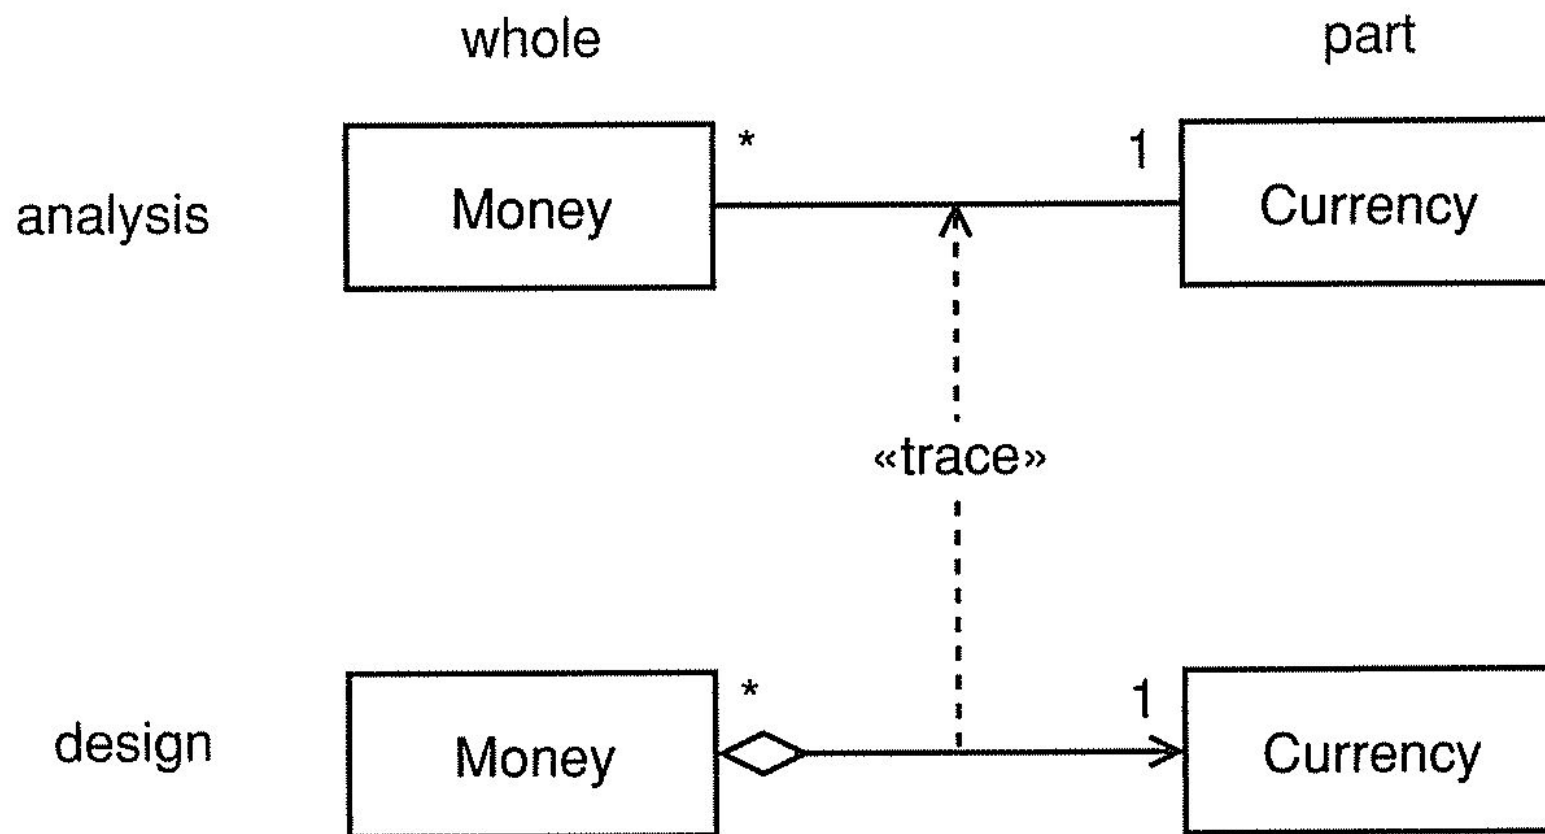 whole
part
* 1
analysis
Money
Currency
«trace»
* 1
design
Money
Currency